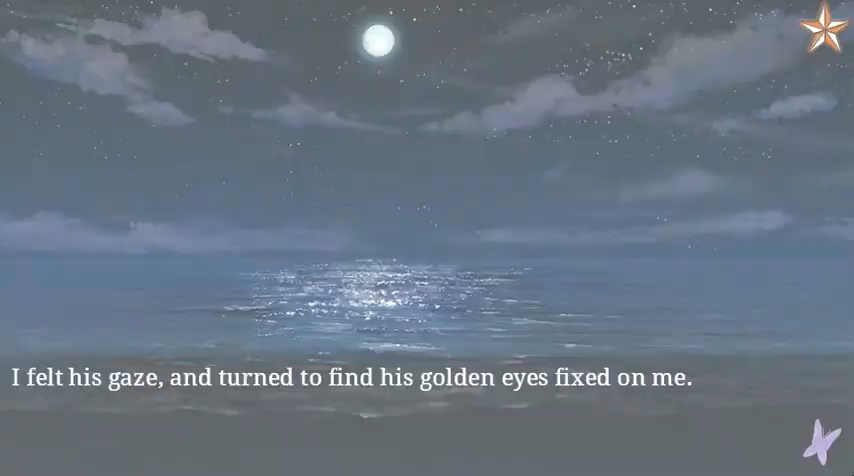 I felt his gaze, and turned to find his golden eyes fixed on me.